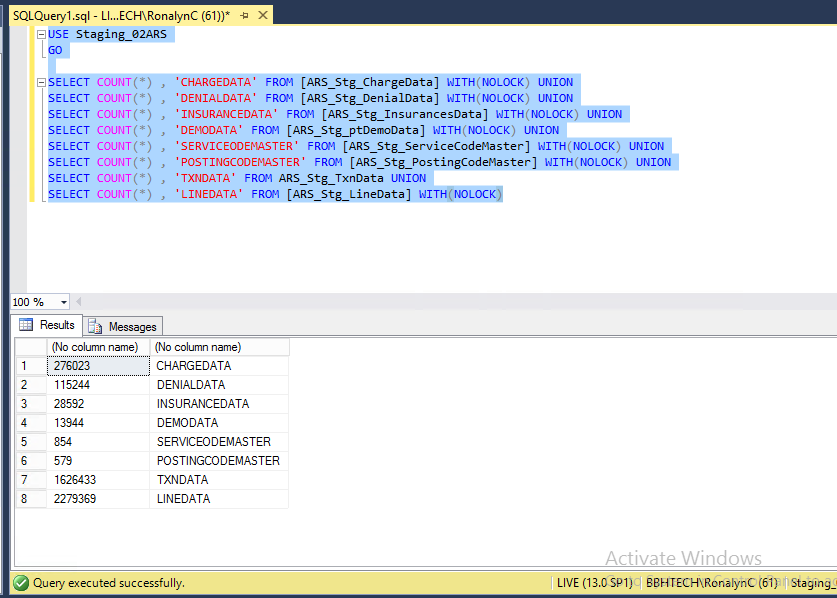 SQLQuery1.sql - LI...ECH\RonalynC (61))*
USE Staging_02ARS
GO
SELECT COUNT(*) , 'CHARGEDATA' FROM [ARS_Stg_ChargeData] WITH(NOLOCK) UNION
SELECT COUNT(*) , 'DENIALDATA' FROM [ARS_Stg_DenialData] WITH(NOLOCK) UNION
SELECT COUNT(*) , 'INSURANCEDATA' FROM [ARS_Stg_InsurancesData] WITH(NOLOCK) UNION
SELECT COUNT(*) , 'DEMODATA' FROM [ARS_Stg_ptDemoData] WITH(NOLOCK) UNION
SELECT COUNT(*) , 'SERVICEODEMASTER' FROM [ARS_Stg_ServiceCodeMaster] WITH(NOLOCK) UNION
SELECT COUNT(*) , 'POSTINGCODEMASTER' FROM [ARS_Stg_PostingCodeMaster] WITH(NOLOCK) UNION
SELECT COUNT(*) , 'TXNDATA' FROM ARS_Stg_TxnData UNION
SELECT COUNT(*) , 'LINEDATA' FROM [ARS_Stg_LineData] WITH(NOLOCK)
100 %
Results Messages
(No column name) (No column name)
1 276023 CHARGEDATA
2 115244 DENIALDATA
3 28592 INSURANCEDATA
4 13944 DEMODATA
5 854 SERVICEODEMASTER
6 579 POSTINGCODEMASTER
7 1626433 TXNDATA
8 2279369 LINEDATA
Activate Windows
Query executed successfully. LIVE (13.0 SP1) BBHTECH\RonalynC (61) Staging_